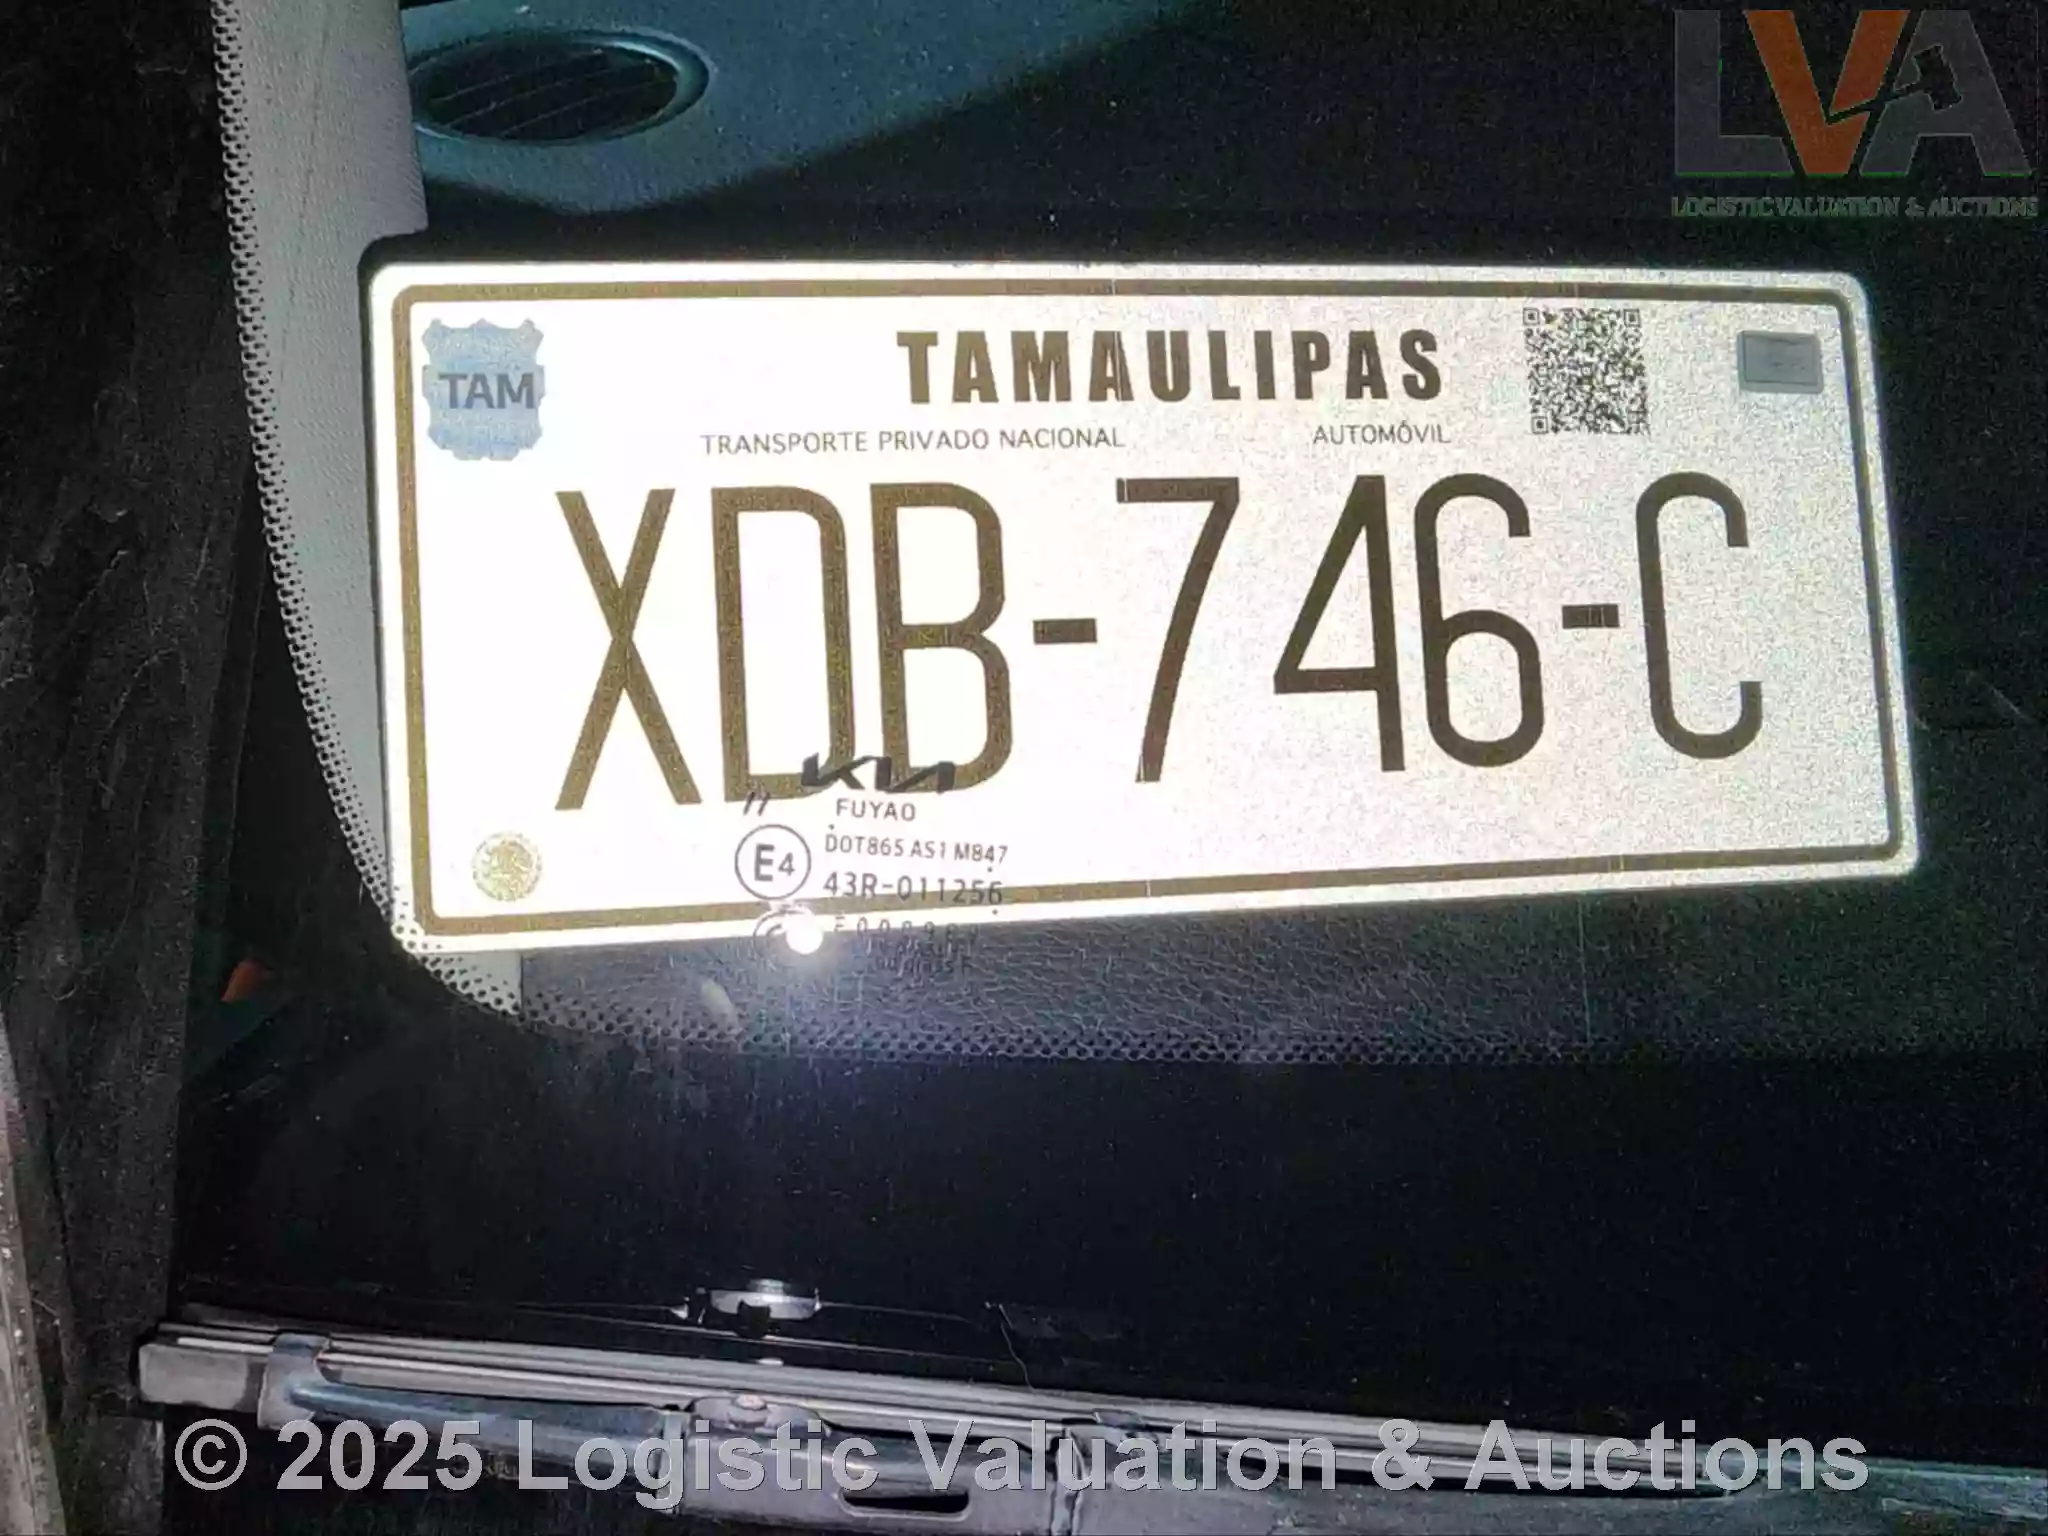 LVA
LOGISTIC VALUATION & AUCTIONS
TAM
TAMAULIPAS
TRANSPORTE PRIVADO NACIONAL AUTOMÓVIL
XDB-746-C
KIA
FUYAO
DOT865 AS1 M847
E4
43R-011256
© 2025 Logistic Valuation & Auctions